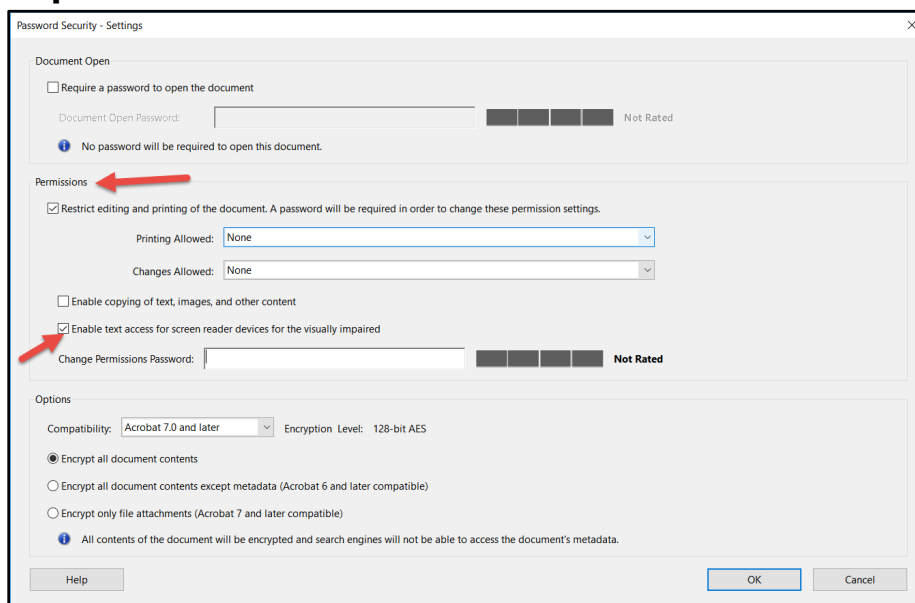 Password Security - Settings
Document Open
Require a password to open the document
Document Open Password: Not Rated
No password will be required to open this document.
Permissions
Restrict editing and printing of the document. A password will be required in order to change these permission settings.
Printing Allowed: None
Changes Allowed: None
Enable copying of text, images, and other content
Enable text access for screen reader devices for the visually impaired
Change Permissions Password: Not Rated
Options
Compatibility: Acrobat 7.0 and later Encryption Level: 128-bit AES
Encrypt all document contents
Encrypt all document contents except metadata (Acrobat 6 and later compatible)
Encrypt only file attachments (Acrobat 7 and later compatible)
All contents of the document will be encrypted and search engines will not be able to access the document's metadata.
Help OK Cancel